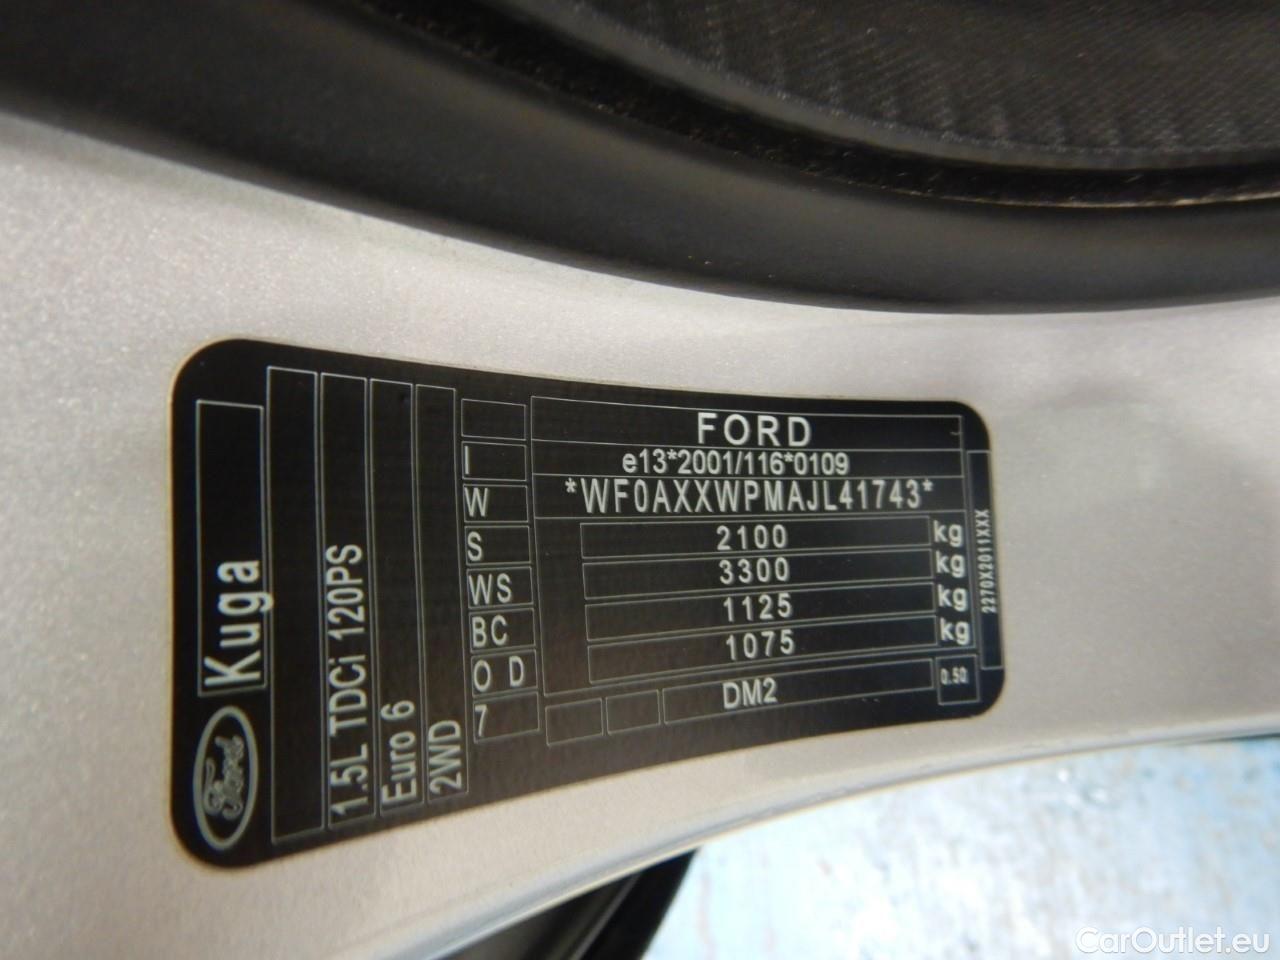 FORD
e13*2001/116*0109
*WF0AXXWPMAJL41743*
2100 kg
3300 kg
1125 kg
1075 kg
DM2
0.50
2270X2011XXX
I
W
S
WS
BC
O D
7
Ford
Kuga
1.5L TDCi 120PS
Euro 6
2WD
CarOutlet.eu